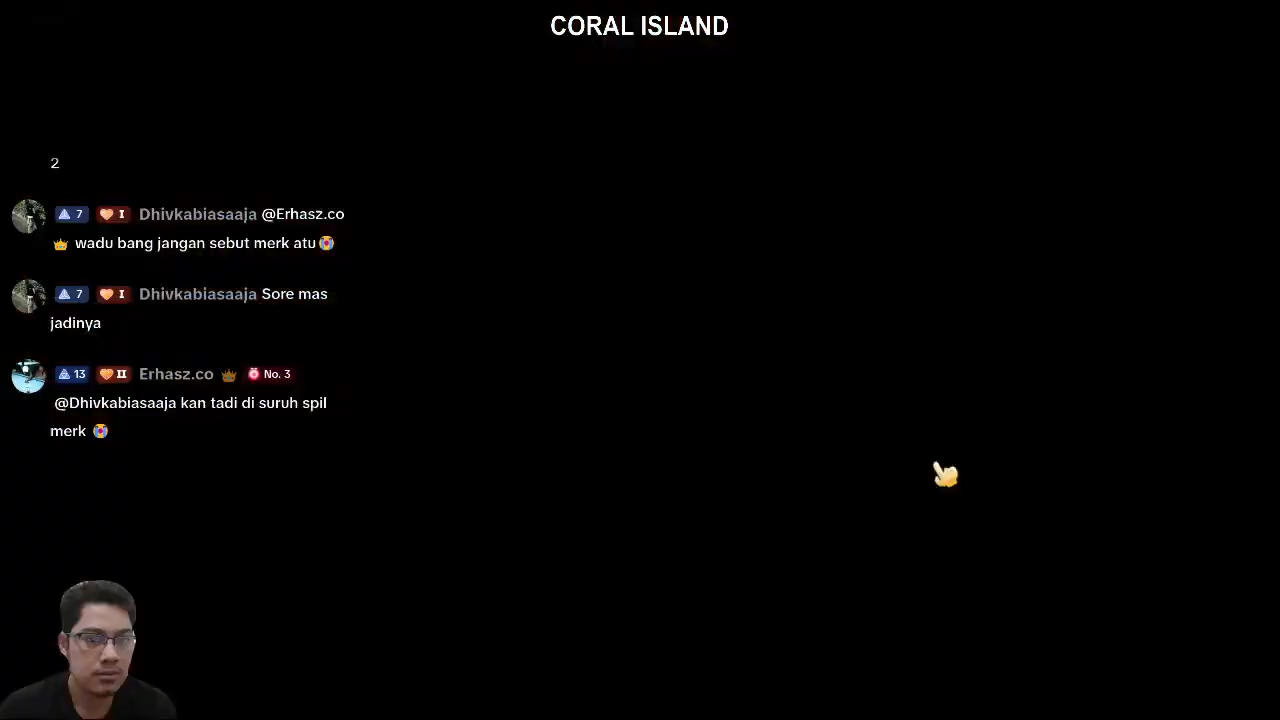 CORAL ISLAND
2
7 I Dhivkabiasaaja @Erhasz.co
wadu bang jangan sebut merk atu
7 I Dhivkabiasaaja Sore mas
jadinya
13 II Erhasz.co No. 3
@Dhivkabiasaaja kan tadi di suruh spil
merk